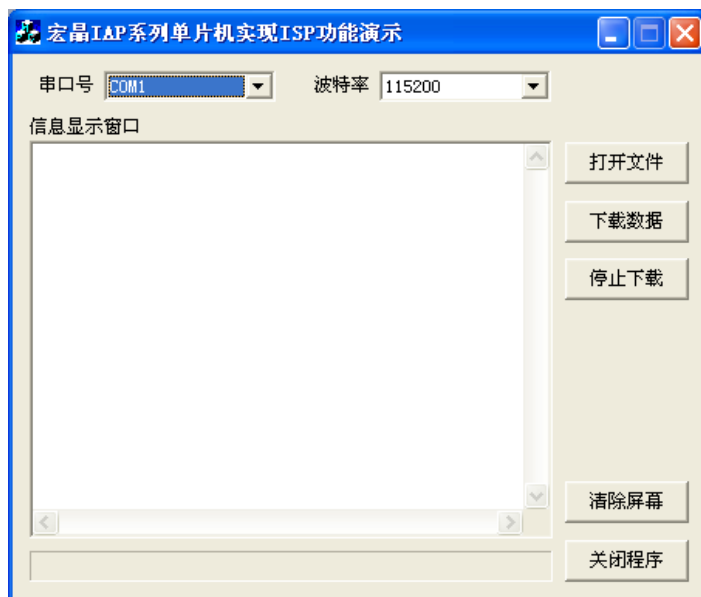 宏晶IAP系列单片机实现ISP功能演示
串口号 COM1 波特率 115200
信息显示窗口
打开文件
下载数据
停止下载
清除屏幕
关闭程序